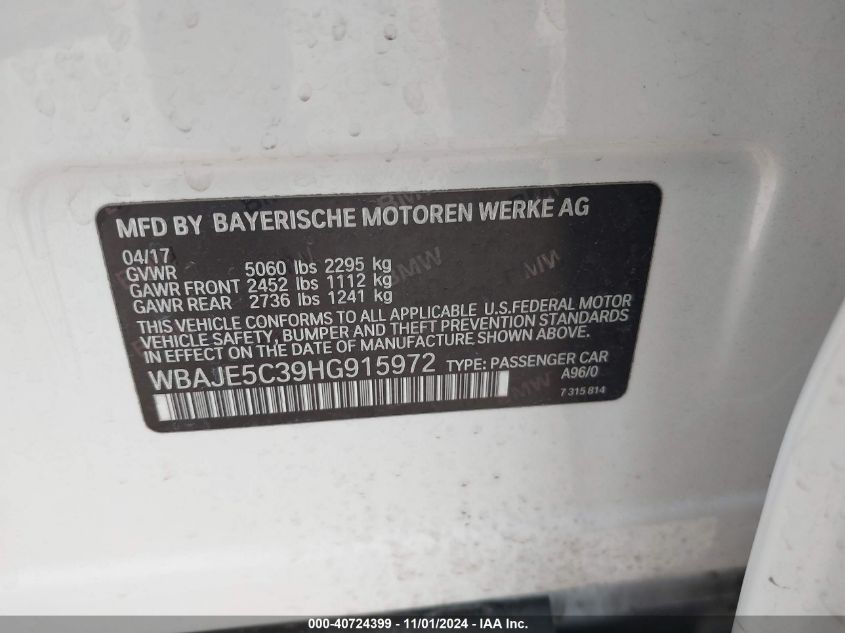 MFD BY BAYERISCHE MOTOREN WERKE AG
04/17
GVWR 5060 lbs 2295 kg
GAWR FRONT 2452 lbs 1112 kg
GAWR REAR 2736 lbs 1241 kg
THIS VEHICLE CONFORMS TO ALL APPLICABLE U.S.FEDERAL MOTOR
VEHICLE SAFETY, BUMPER AND THEFT PREVENTION STANDARDS
IN EFFECT ON THE DATE OF MANUFACTURE SHOWN ABOVE.
WBAJE5C39HG915972 TYPE: PASSENGER CAR
A96/0
7 315 814
000-40724399 - 11/01/2024 - IAA Inc.